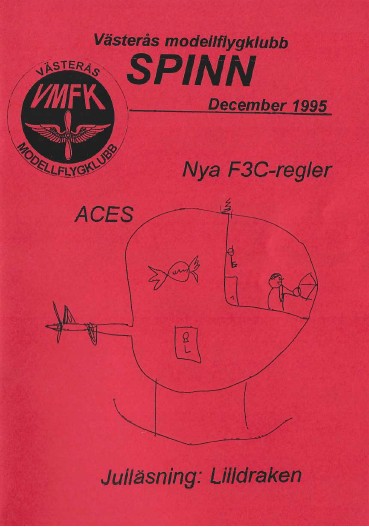 Västerås modellflygklubb
SPINN
December 1995
VÄSTERÅS
VMFK
MODELLFLYGKLUBB
Nya F3C-regler
ACES
Julläsning: Lilldraken